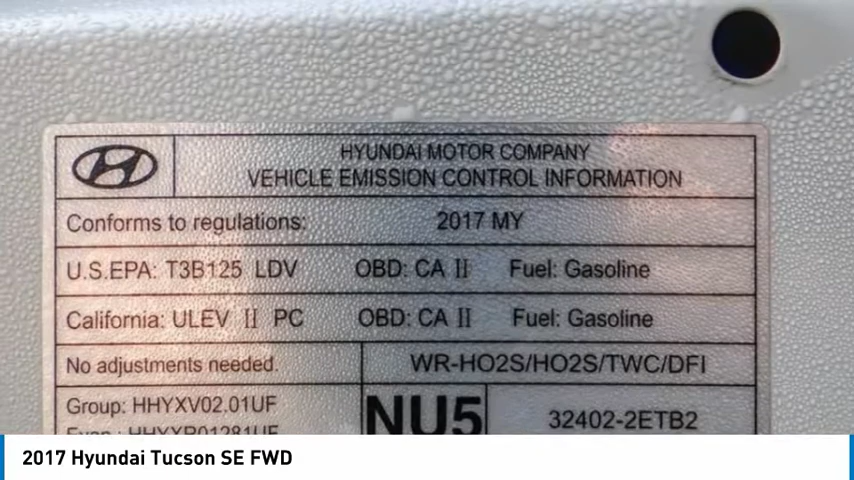 HYUNDAI MOTOR COMPANY
VEHICLE EMISSION CONTROL INFORMATION
Conforms to regulations: 2017 MY
U.S.EPA: T3B125 LDV OBD: CA II Fuel: Gasoline
California: ULEV II PC OBD: CA II Fuel: Gasoline
No adjustments needed. WR-HO2S/HO2S/TWC/DFI
Group: HHYXV02.01UF
NU5 32402-2ETB2
2017 Hyundai Tucson SE FWD